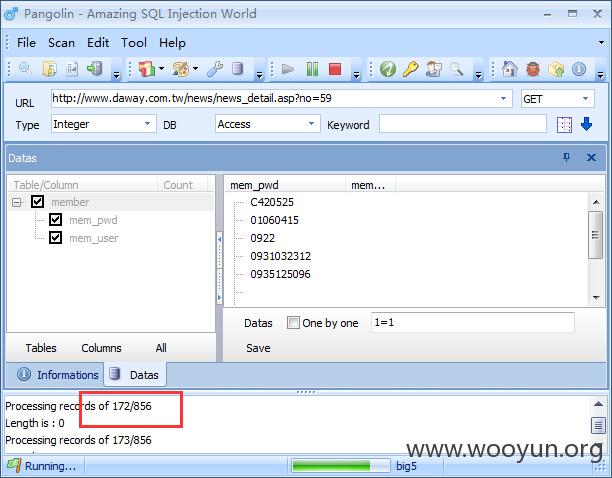 Pangolin - Amazing SQL Injection World
File Scan Edit Tool Help
URL http://www.daway.com.tw/news/news_detail.asp?no=59 GET
Type Integer DB Access Keyword
Datas
Table/Column Count
member
mem_pwd
mem_user
mem_pwd mem...
C420525
01060415
0922
0931032312
0935125096
Datas One by one 1=1
Tables Columns All Save
Informations Datas
Processing records of 172/856
Length is : 0
Processing records of 173/856
www.wooyun.org
Running... big5